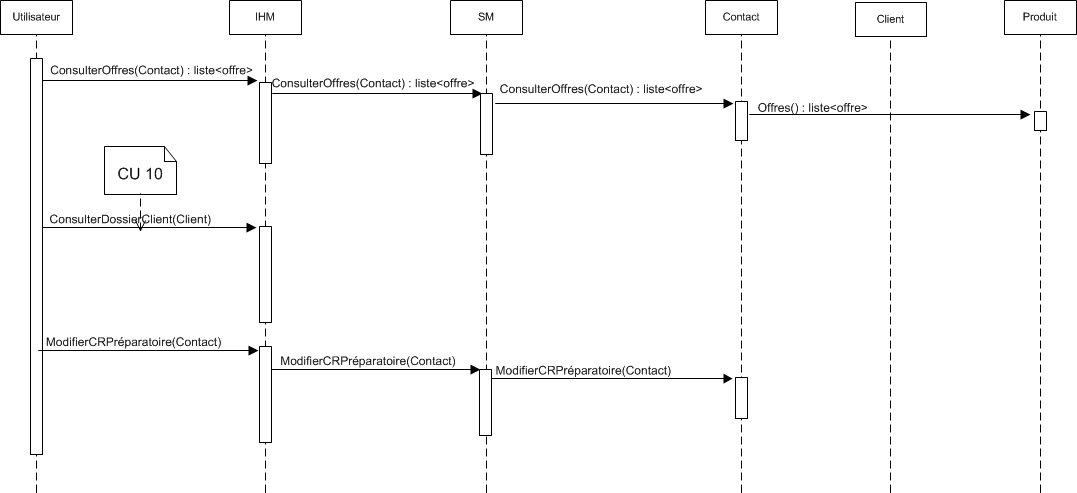 Utilisateur
IHM
SM
Contact
Client
Produit
ConsulterOffres(Contact) : liste<offre>
ConsulterOffres(Contact) : liste<offre>
ConsulterOffres(Contact) : liste<offre>
Offres() : liste<offre>
CU 10
ConsulterDossierClient(Client)
ModifierCRPréparatoire(Contact)
ModifierCRPréparatoire(Contact)
ModifierCRPréparatoire(Contact)